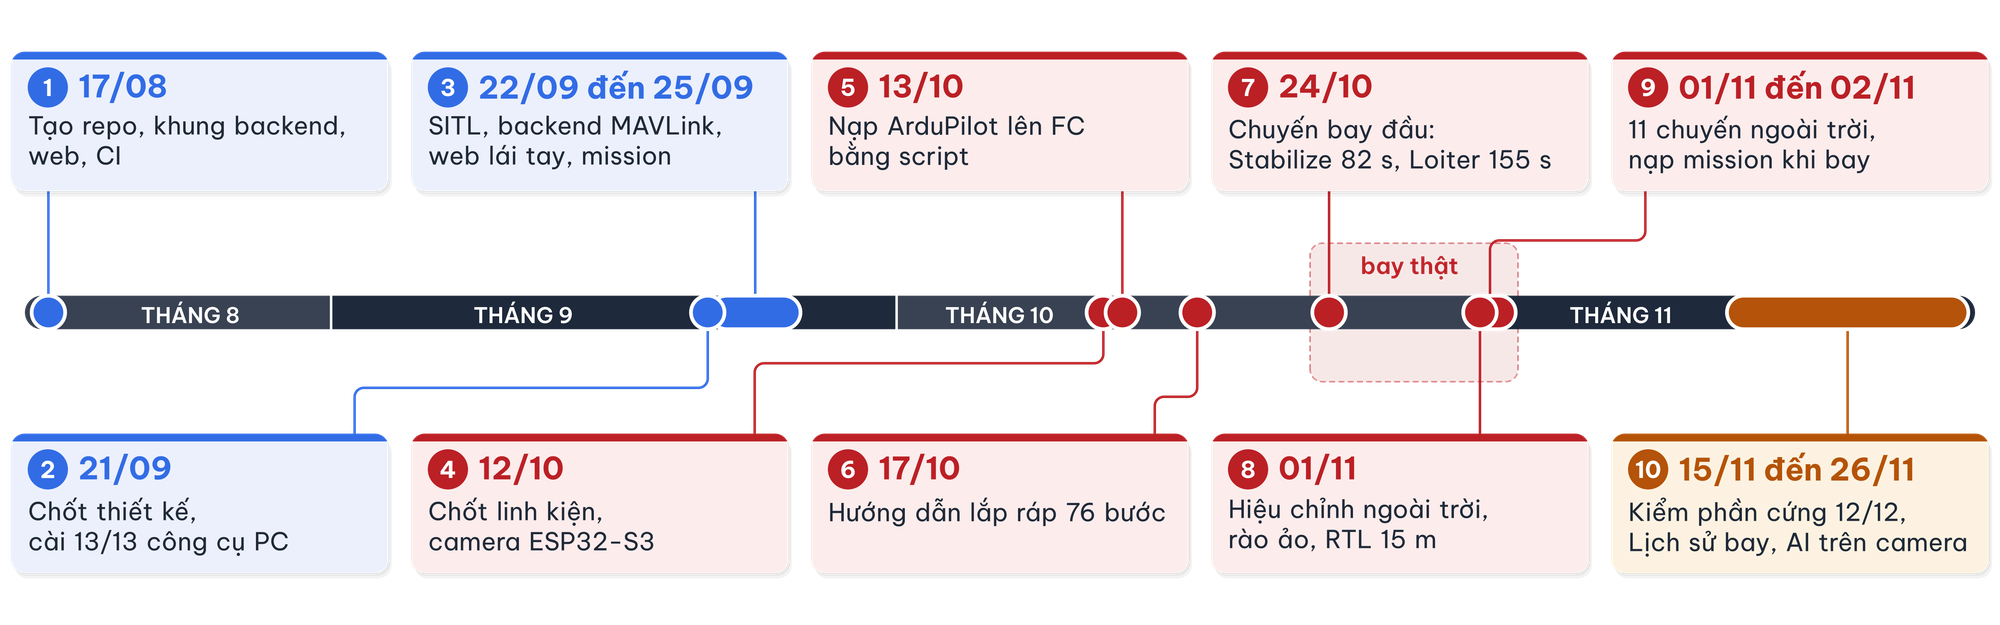 1 17/08
Tạo repo, khung backend,
web, CI
3 22/09 đến 25/09
SITL, backend MAVLink,
web lái tay, mission
5 13/10
Nạp ArduPilot lên FC
bằng script
7 24/10
Chuyến bay đầu:
Stabilize 82 s, Loiter 155 s
9 01/11 đến 02/11
11 chuyến ngoài trời,
nạp mission khi bay
bay thật
THÁNG 8
THÁNG 9
THÁNG 10
THÁNG 11
2 21/09
Chốt thiết kế,
cài 13/13 công cụ PC
4 12/10
Chốt linh kiện,
camera ESP32-S3
6 17/10
Hướng dẫn lắp ráp 76 bước
8 01/11
Hiệu chỉnh ngoài trời,
rào ảo, RTL 15 m
10 15/11 đến 26/11
Kiểm phần cứng 12/12,
Lịch sử bay, AI trên camera